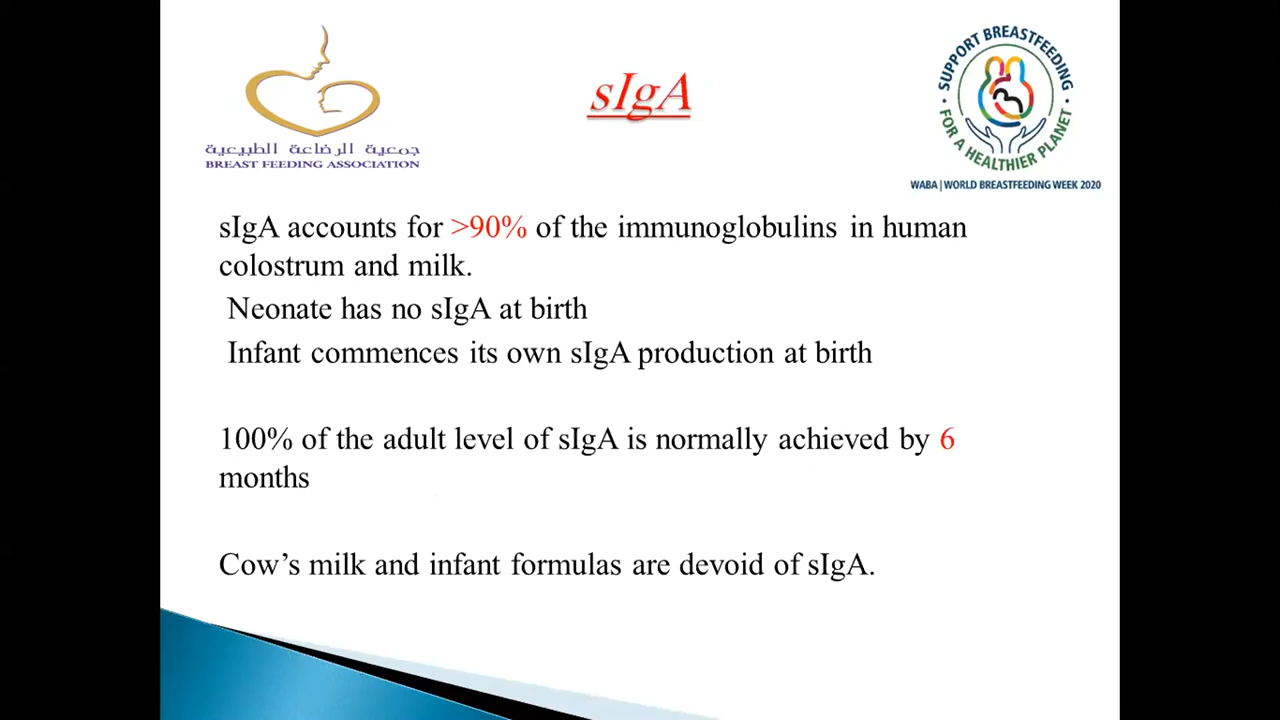 جمعية الرضاعة الطبيعية
BREAST FEEDING ASSOCIATION
sIgA
· SUPPORT BREASTFEEDING ·
FOR A HEALTHIER PLANET
WABA | WORLD BREASTFEEDING WEEK 2020
sIgA accounts for >90% of the immunoglobulins in human
colostrum and milk.
Neonate has no sIgA at birth
Infant commences its own sIgA production at birth
100% of the adult level of sIgA is normally achieved by 6
months
Cow’s milk and infant formulas are devoid of sIgA.